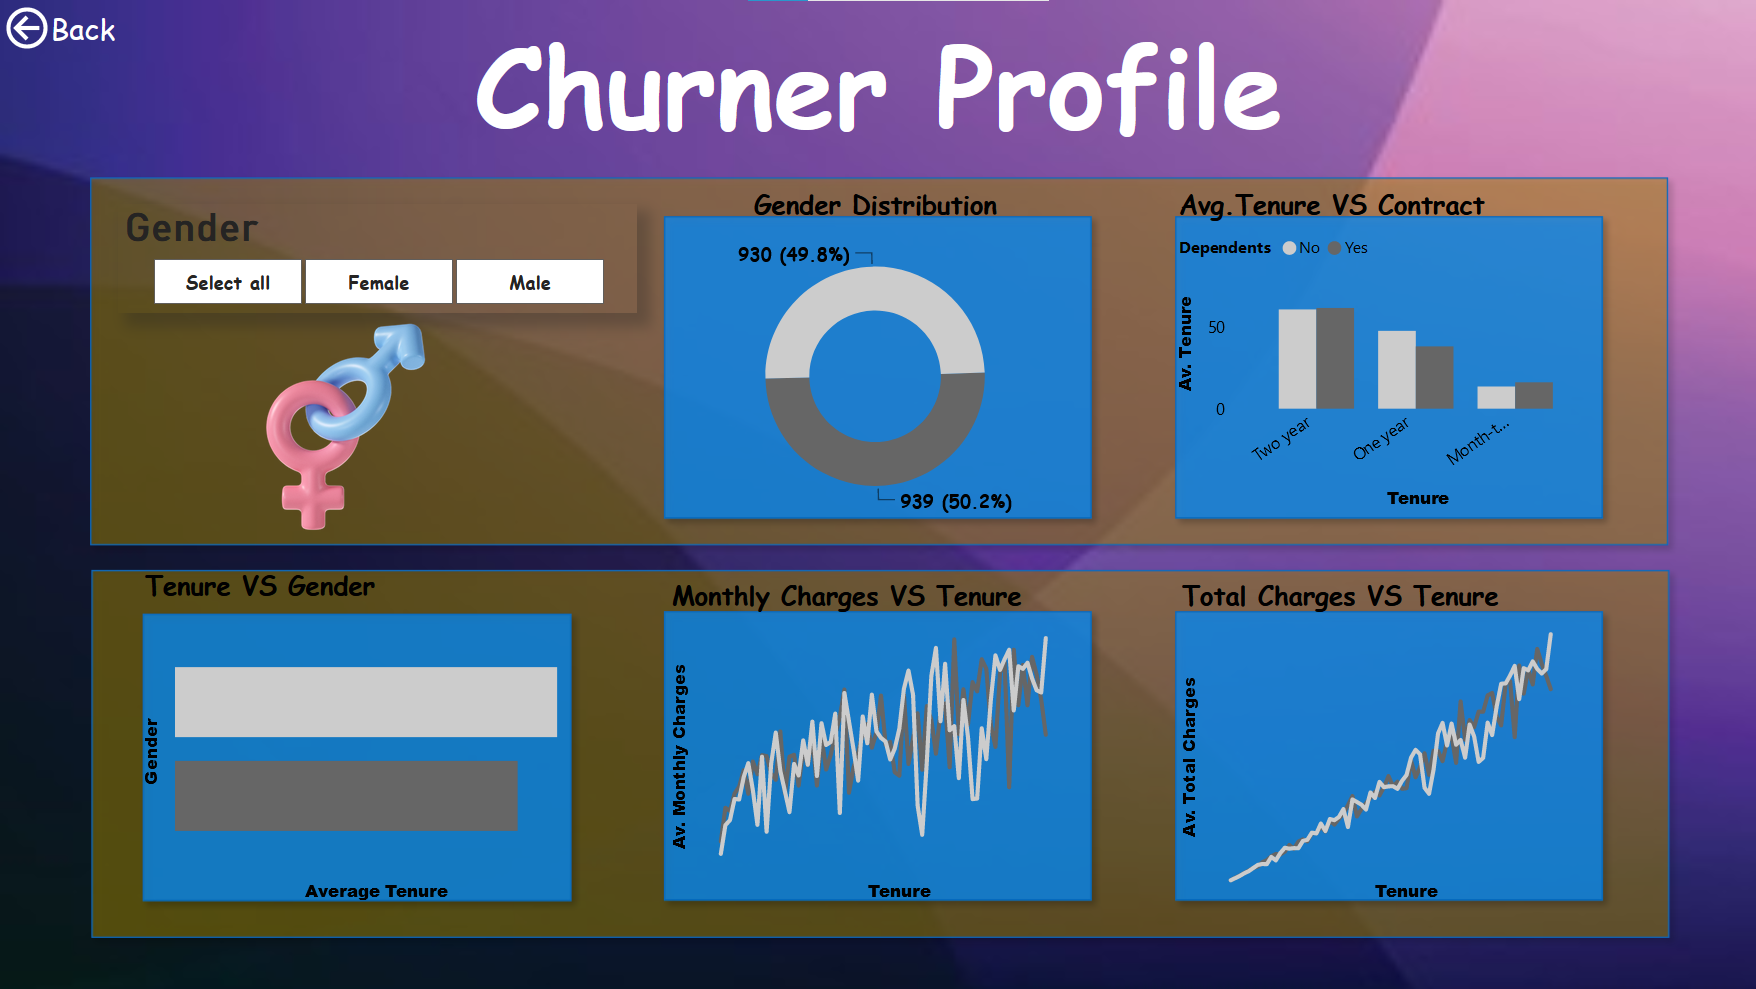 Back
Churner Profile
Gender
Select all
Female
Male
Gender Distribution
930 (49.8%)
939 (50.2%)
Avg.Tenure VS Contract
Dependents No Yes
Av. Tenure
50
0
Two year
One year
Month-t...
Tenure
Tenure VS Gender
Gender
Average Tenure
Monthly Charges VS Tenure
Av. Monthly Charges
Tenure
Total Charges VS Tenure
Av. Total Charges
Tenure